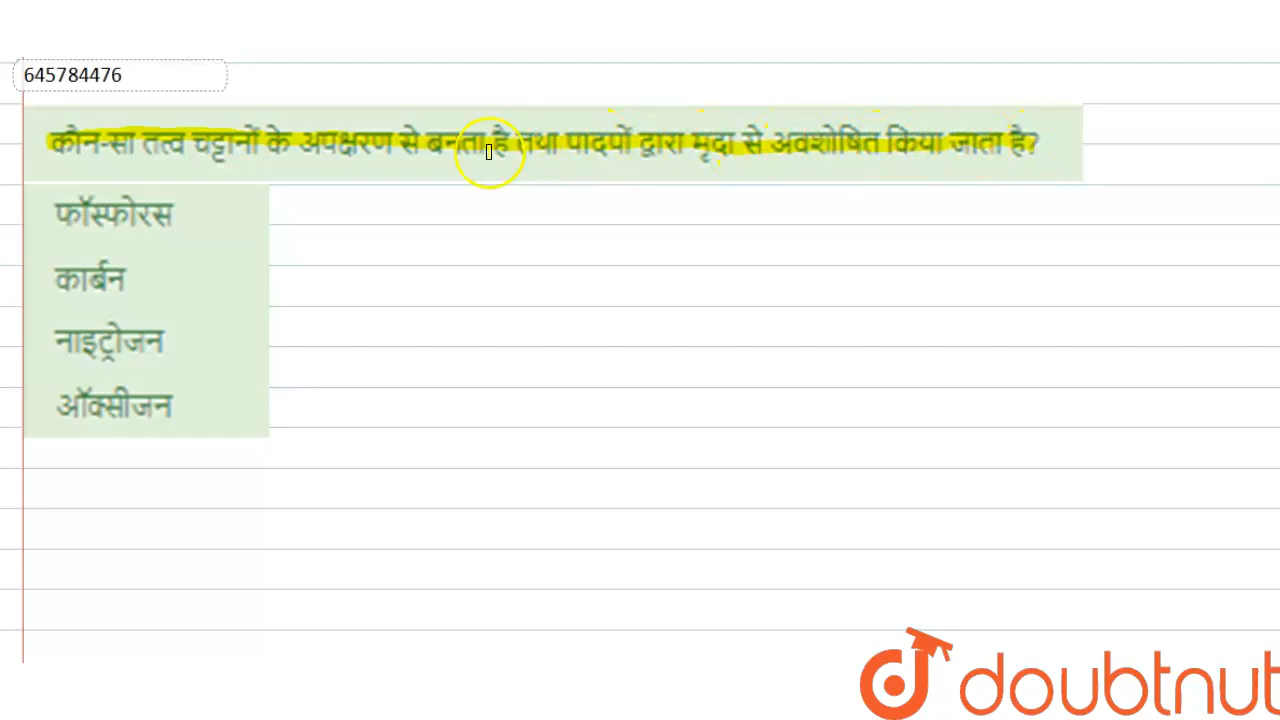 645784476
कौन-सा तत्व चट्टानों के अपक्षरण से बनता है तथा पादपों द्वारा मृदा से अवशोषित किया जाता है?
फॉस्फोरस
कार्बन
नाइट्रोजन
ऑक्सीजन
doubtnut